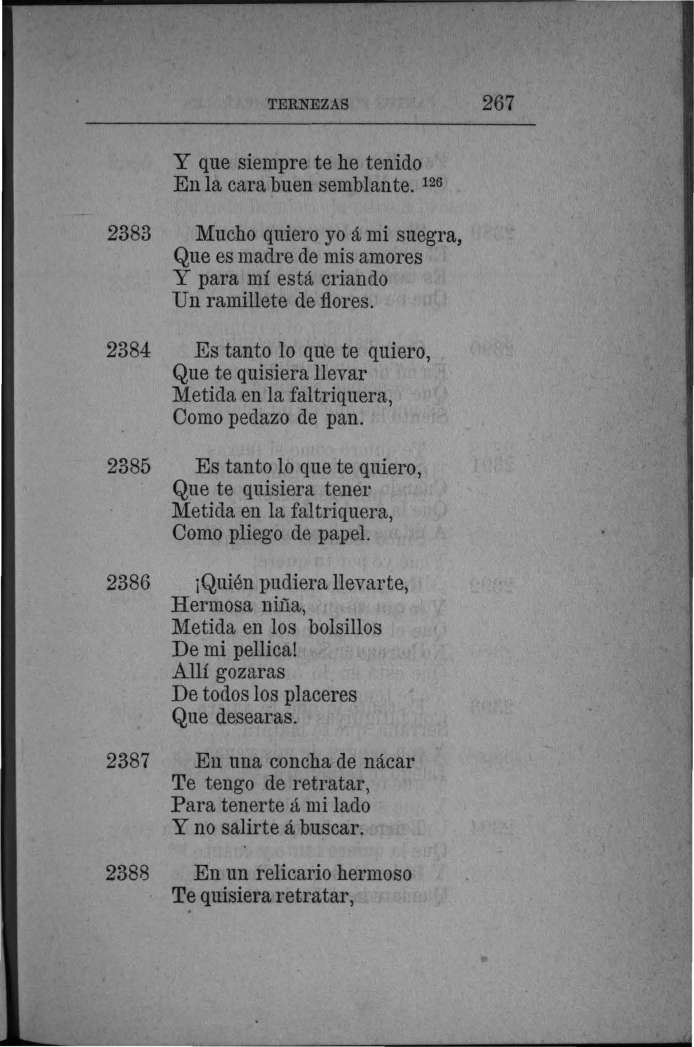 TERNEZAS 267
Y que siempre te he tenido
En la cara buen semblante. 126
2383 Mucho quiero yo á mi suegra,
Que es madre de mis amores
Y para mí está criando
Un ramillete de flores.
2384 Es tanto lo que te quiero,
Que te quisiera llevar
Metida en la faltriquera,
Como pedazo de pan.
2385 Es tanto lo que te quiero,
Que te quisiera tener
Metida en la faltriquera,
Como pliego de papel.
2386 ¡Quién pudiera llevarte,
Hermosa niña,
Metida en los bolsillos
De mi pellica!
Allí gozaras
De todos los placeres
Que desearas.
2387 En una concha de nácar
Te tengo de retratar,
Para tenerte á mi lado
Y no salirte á buscar.
2388 En un relicario hermoso
Te quisiera retratar,